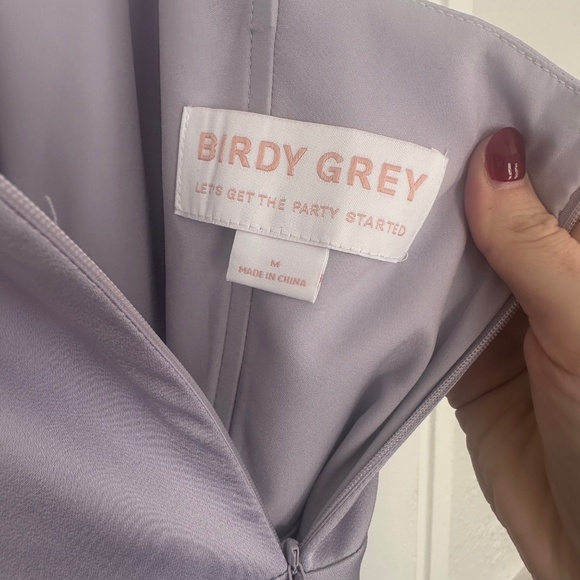 BIRDY GREY
LET'S GET THE PARTY STARTED
M
MADE IN CHINA